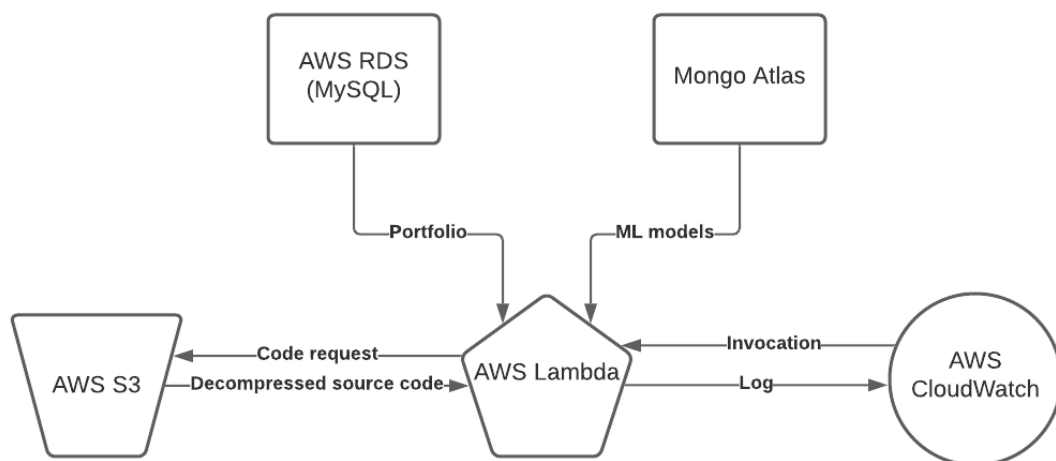 AWS RDS
(MySQL)
Mongo Atlas
Portfolio
ML models
Code request
Invocation
AWS S3
Decompressed source code
AWS Lambda
Log
AWS
CloudWatch